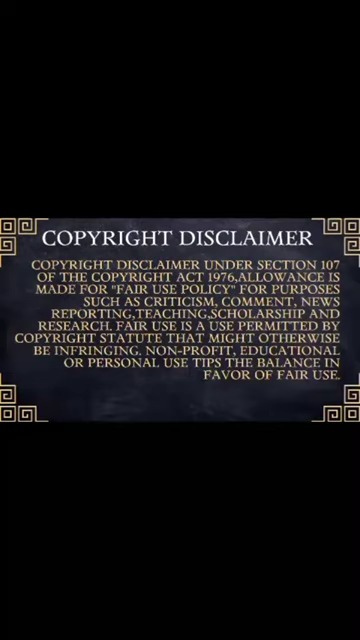 COPYRIGHT DISCLAIMER
COPYRIGHT DISCLAIMER UNDER SECTION 107
OF THE COPYRIGHT ACT 1976,ALLOWANCE IS
MADE FOR "FAIR USE POLICY" FOR PURPOSES
SUCH AS CRITICISM, COMMENT, NEWS
REPORTING,TEACHING,SCHOLARSHIP AND
RESEARCH. FAIR USE IS A USE PERMITTED BY
COPYRIGHT STATUTE THAT MIGHT OTHERWISE
BE INFRINGING. NON-PROFIT, EDUCATIONAL
OR PERSONAL USE TIPS THE BALANCE IN
FAVOR OF FAIR USE.